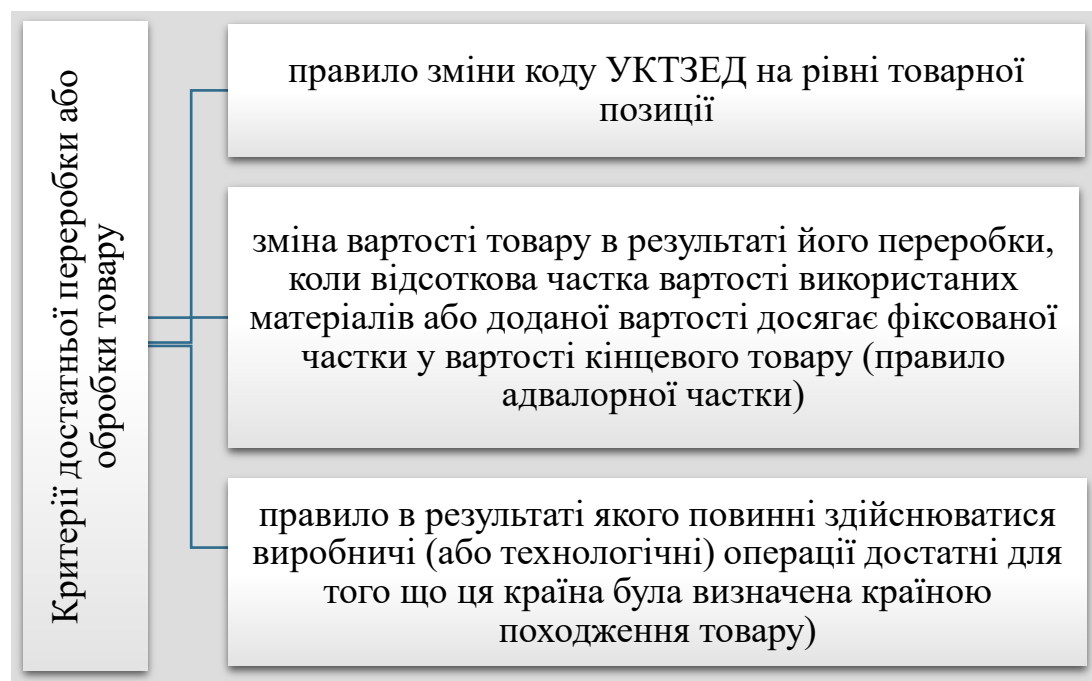 Критерії достатньої переробки або
обробки товару
правило зміни коду УКТЗЕД на рівні товарної
позиції
зміна вартості товару в результаті його переробки,
коли відсоткова частка вартості використаних
матеріалів або доданої вартості досягає фіксованої
частки у вартості кінцевого товару (правило
адвалорної частки)
правило в результаті якого повинні здійснюватися
виробничі (або технологічні) операції достатні для
того що ця країна була визначена країною
походження товару)